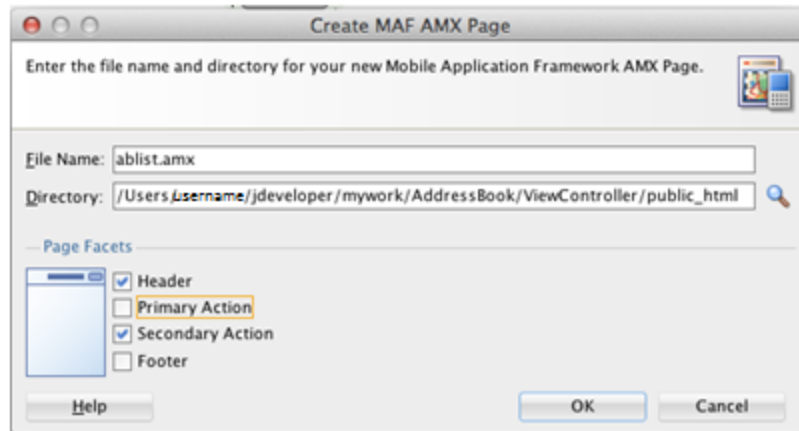 Create MAF AMX Page
Enter the file name and directory for your new Mobile Application Framework AMX Page.
File Name: ablist.amx
Directory: /Users/username/jdeveloper/mywork/AddressBook/ViewController/public_html
Page Facets
Header
Primary Action
Secondary Action
Footer
Help OK Cancel